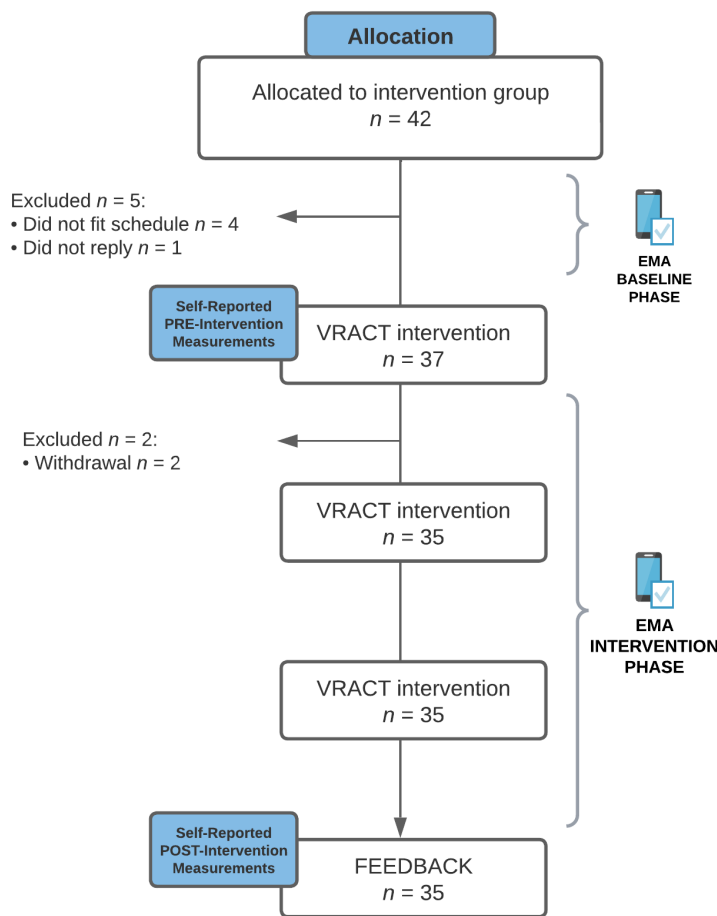 Allocation
Allocated to intervention group
n = 42
Excluded n = 5:
• Did not fit schedule n = 4
• Did not reply n = 1
EMA
BASELINE
PHASE
Self-Reported
PRE-Intervention
Measurements
VRACT intervention
n = 37
Excluded n = 2:
• Withdrawal n = 2
VRACT intervention
n = 35
EMA
INTERVENTION
PHASE
VRACT intervention
n = 35
Self-Reported
POST-Intervention
Measurements
FEEDBACK
n = 35